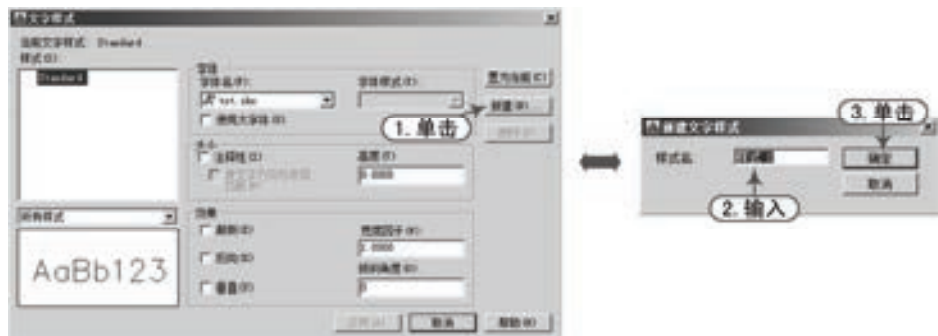 文字样式
当前文字样式: Standard
样式(S):
Standard
字体
字体名(F):
字体样式(Y):
txt.shx
使用大字体(U)
置为当前(C)
新建(N)
1. 单击
大小
注释性(I)
高度(T)
0.0000
所有样式
AaBb123
效果
颠倒(E)
反向(K)
垂直(V)
宽度因子(W):
1.0000
倾斜角度(O)
0
取消
帮助(H)
新建文字样式
3. 单击
样式名
确定
取消
2. 输入